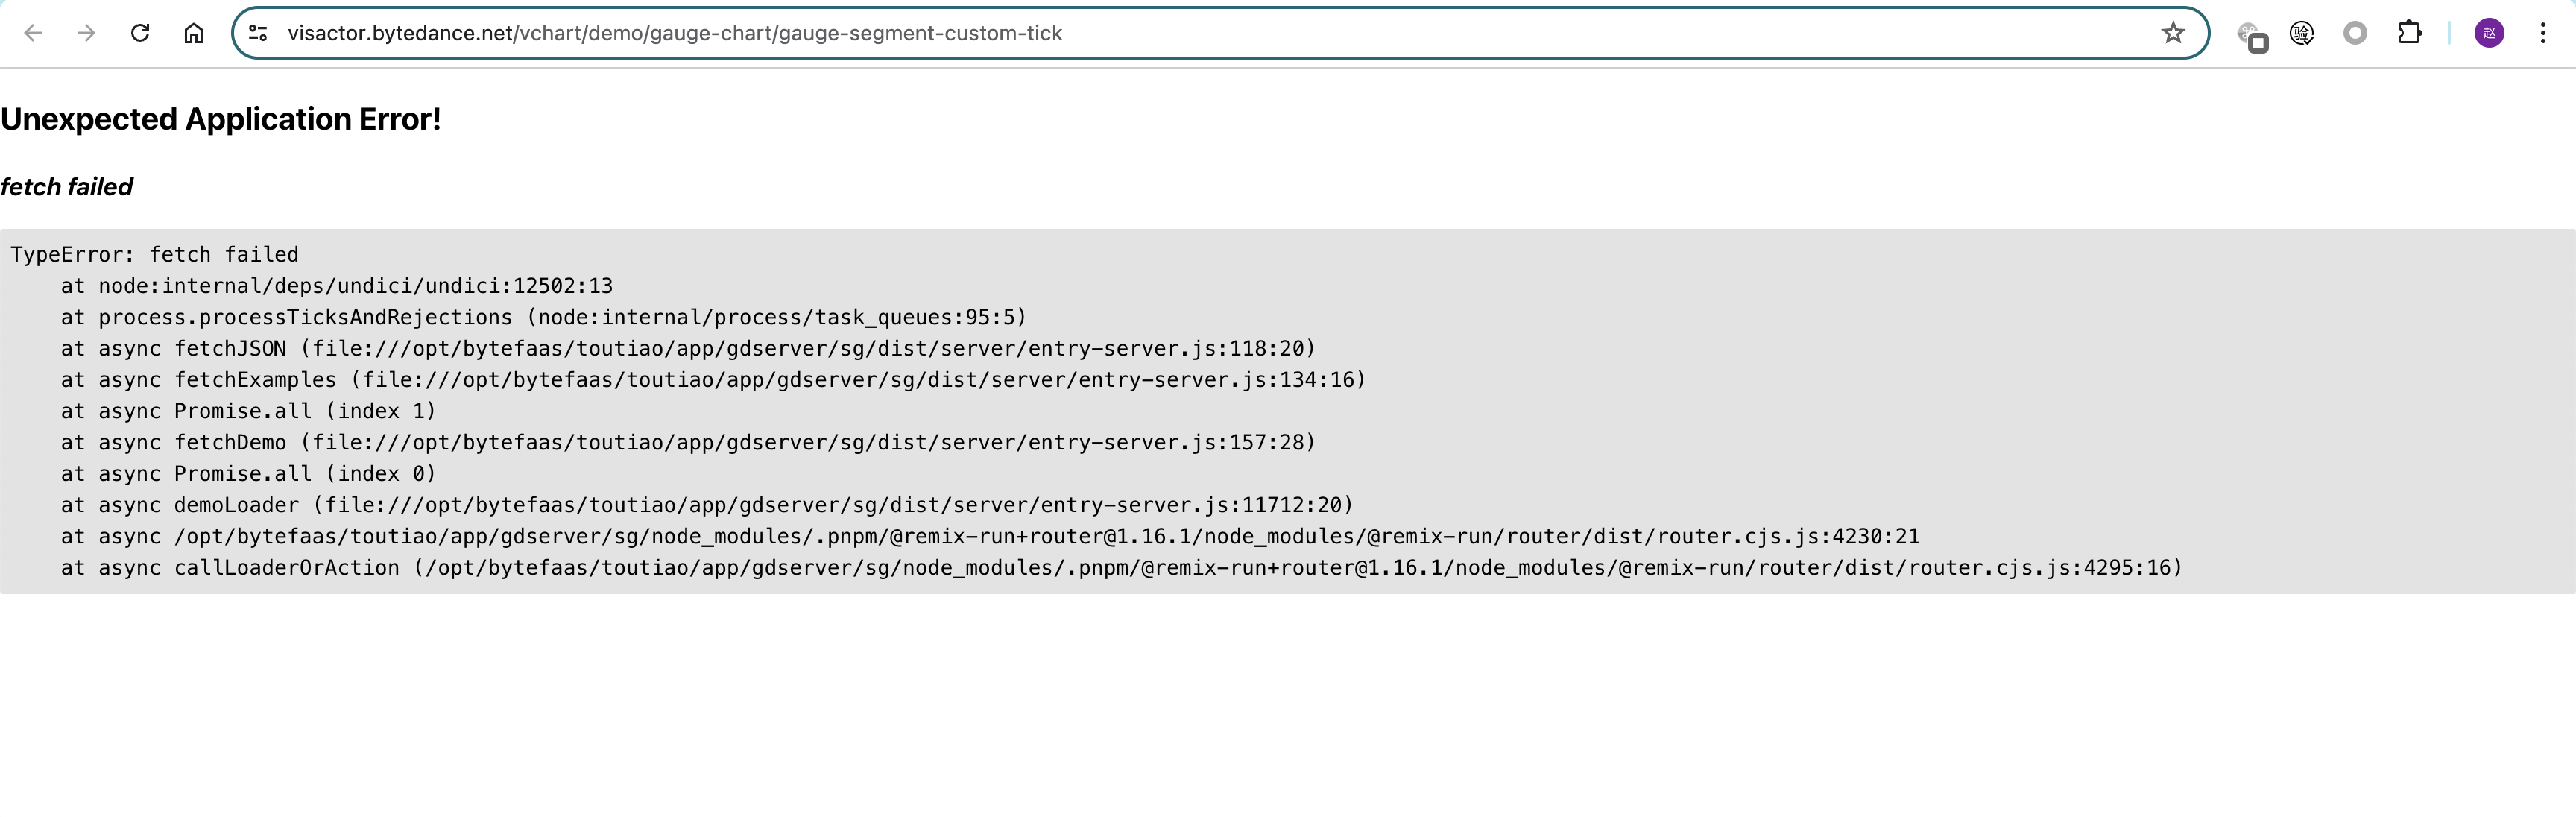 visactor.bytedance.net/vchart/demo/gauge-chart/gauge-segment-custom-tick
验
赵
Unexpected Application Error!
fetch failed
TypeError: fetch failed
    at node:internal/deps/undici/undici:12502:13
    at process.processTicksAndRejections (node:internal/process/task_queues:95:5)
    at async fetchJSON (file:///opt/bytefaas/toutiao/app/gdserver/sg/dist/server/entry-server.js:118:20)
    at async fetchExamples (file:///opt/bytefaas/toutiao/app/gdserver/sg/dist/server/entry-server.js:134:16)
    at async Promise.all (index 1)
    at async fetchDemo (file:///opt/bytefaas/toutiao/app/gdserver/sg/dist/server/entry-server.js:157:28)
    at async Promise.all (index 0)
    at async demoLoader (file:///opt/bytefaas/toutiao/app/gdserver/sg/dist/server/entry-server.js:11712:20)
    at async /opt/bytefaas/toutiao/app/gdserver/sg/node_modules/.pnpm/@remix-run+router@1.16.1/node_modules/@remix-run/router/dist/router.cjs.js:4230:21
    at async callLoaderOrAction (/opt/bytefaas/toutiao/app/gdserver/sg/node_modules/.pnpm/@remix-run+router@1.16.1/node_modules/@remix-run/router/dist/router.cjs.js:4295:16)